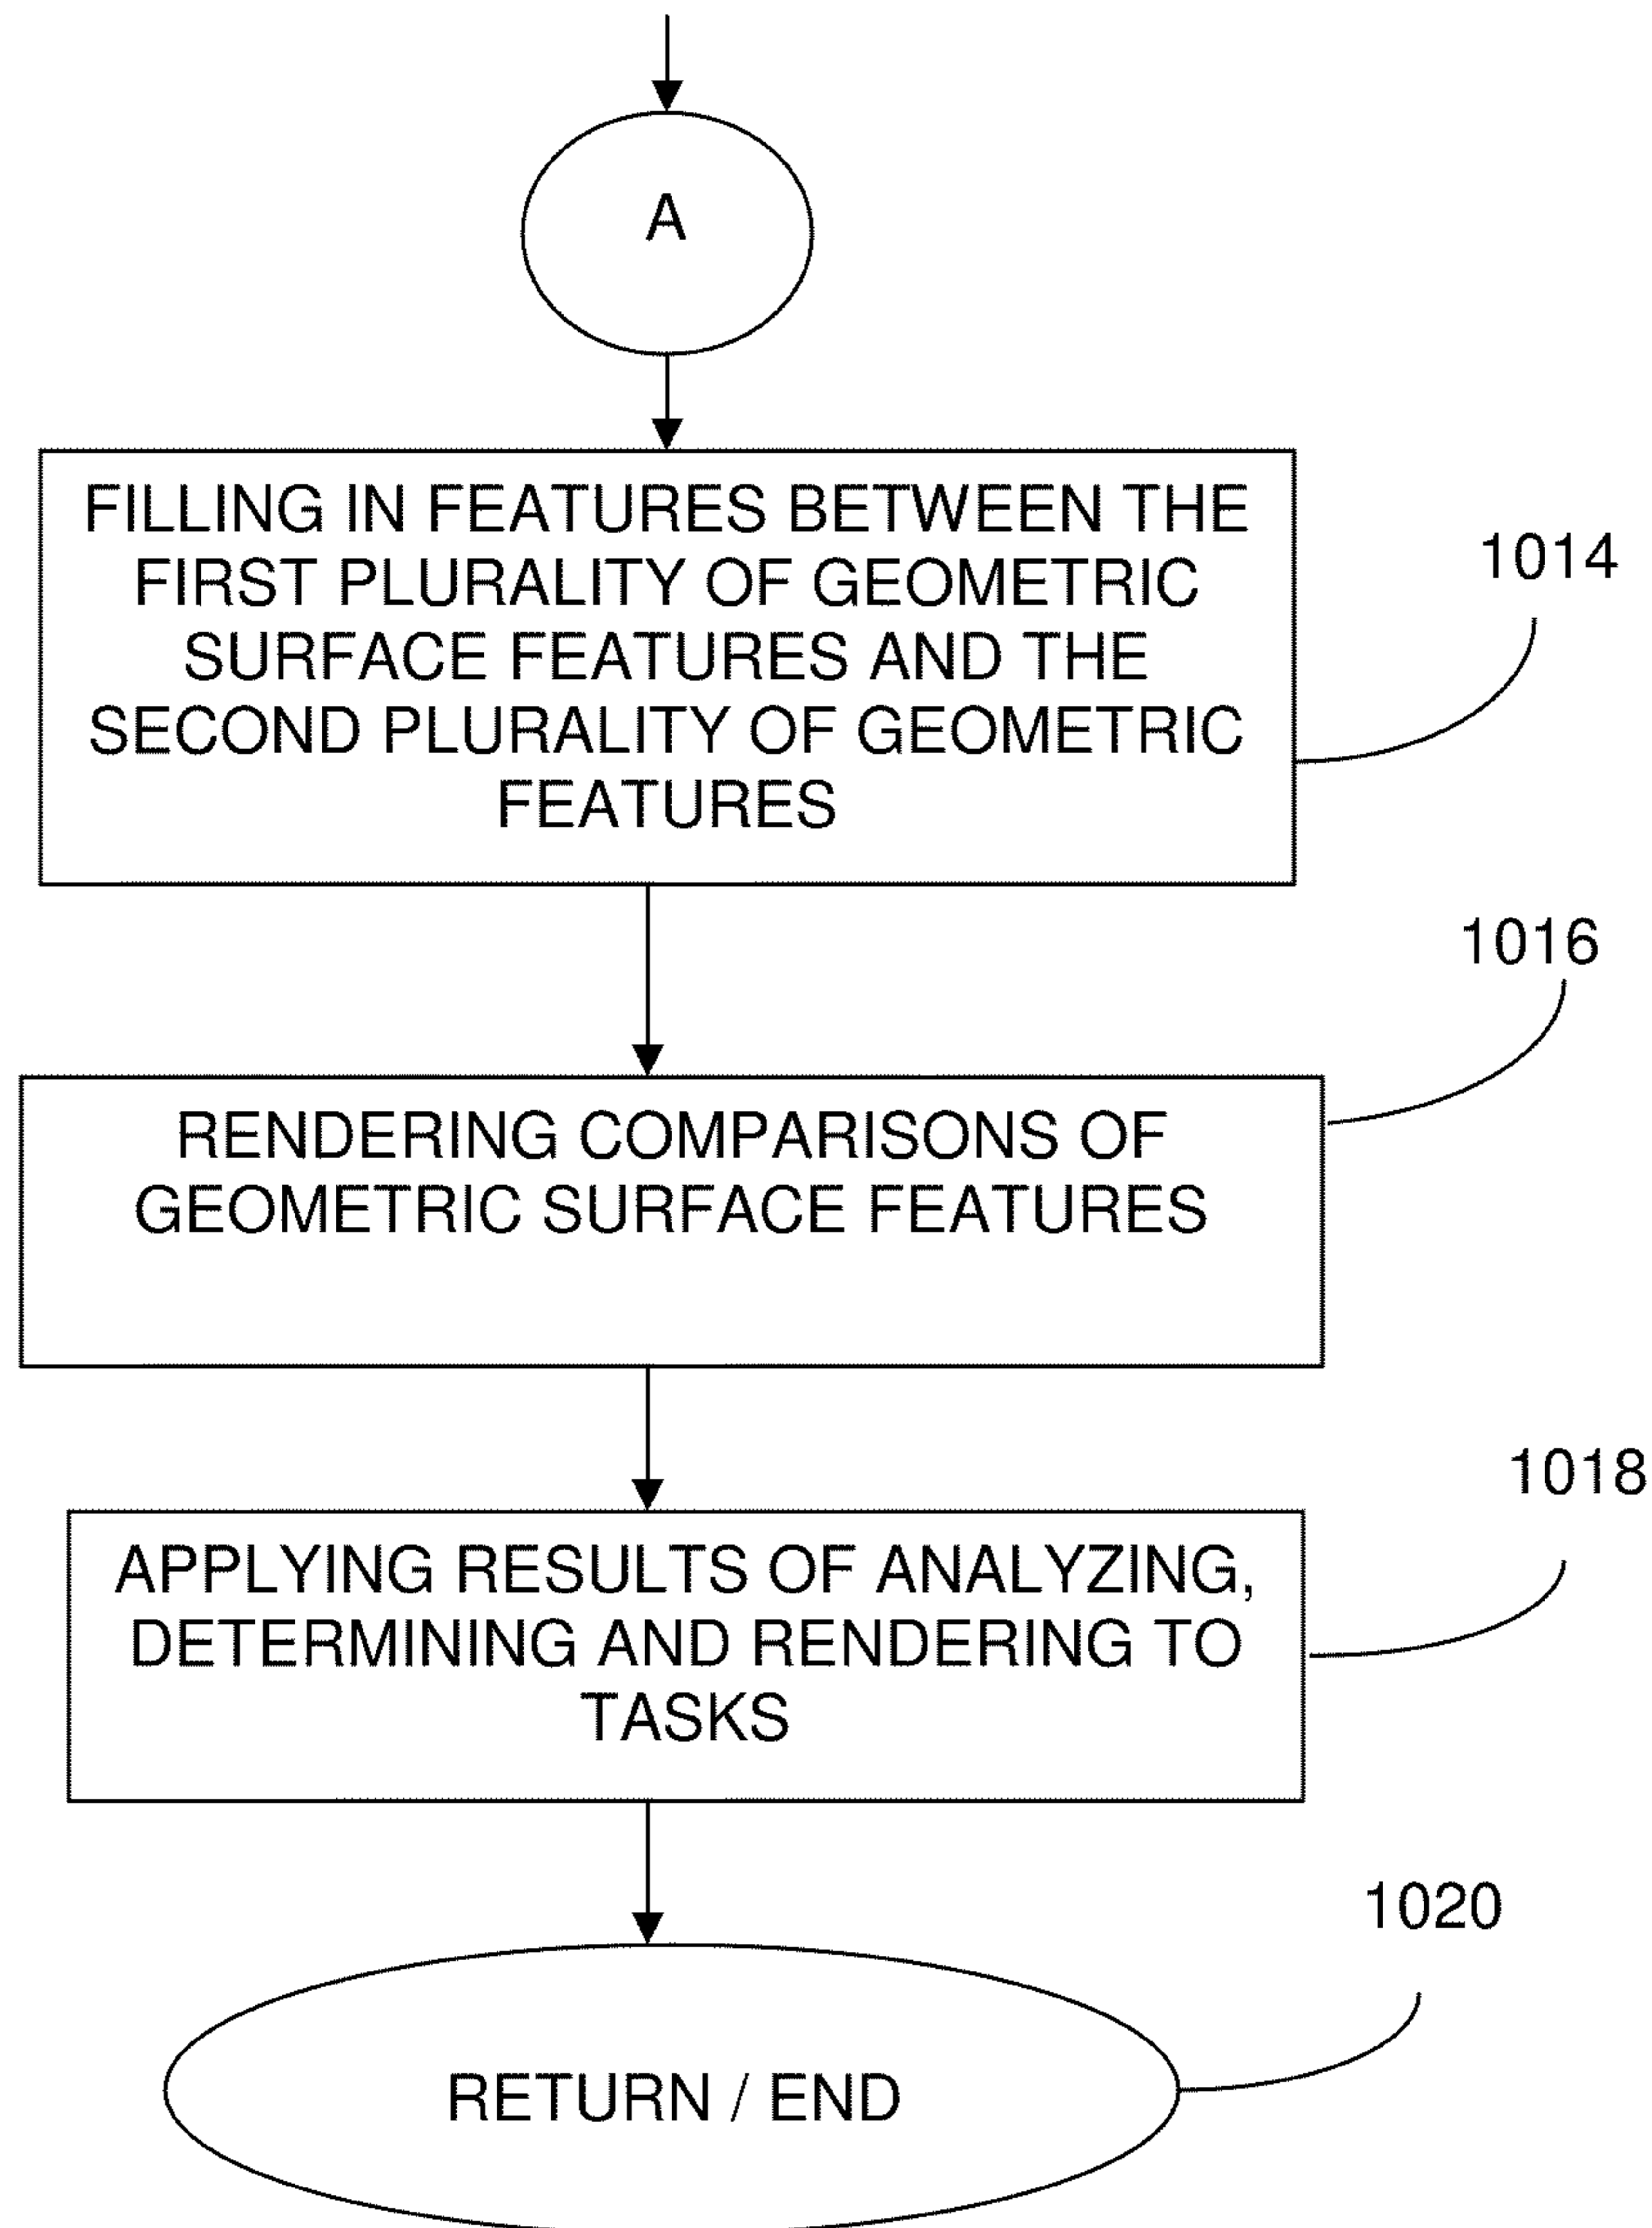 A
FILLING IN FEATURES BETWEEN THE
FIRST PLURALITY OF GEOMETRIC
SURFACE FEATURES AND THE
SECOND PLURALITY OF GEOMETRIC
FEATURES
1014
1016
RENDERING COMPARISONS OF
GEOMETRIC SURFACE FEATURES
1018
APPLYING RESULTS OF ANALYZING,
DETERMINING AND RENDERING TO
TASKS
1020
RETURN / END